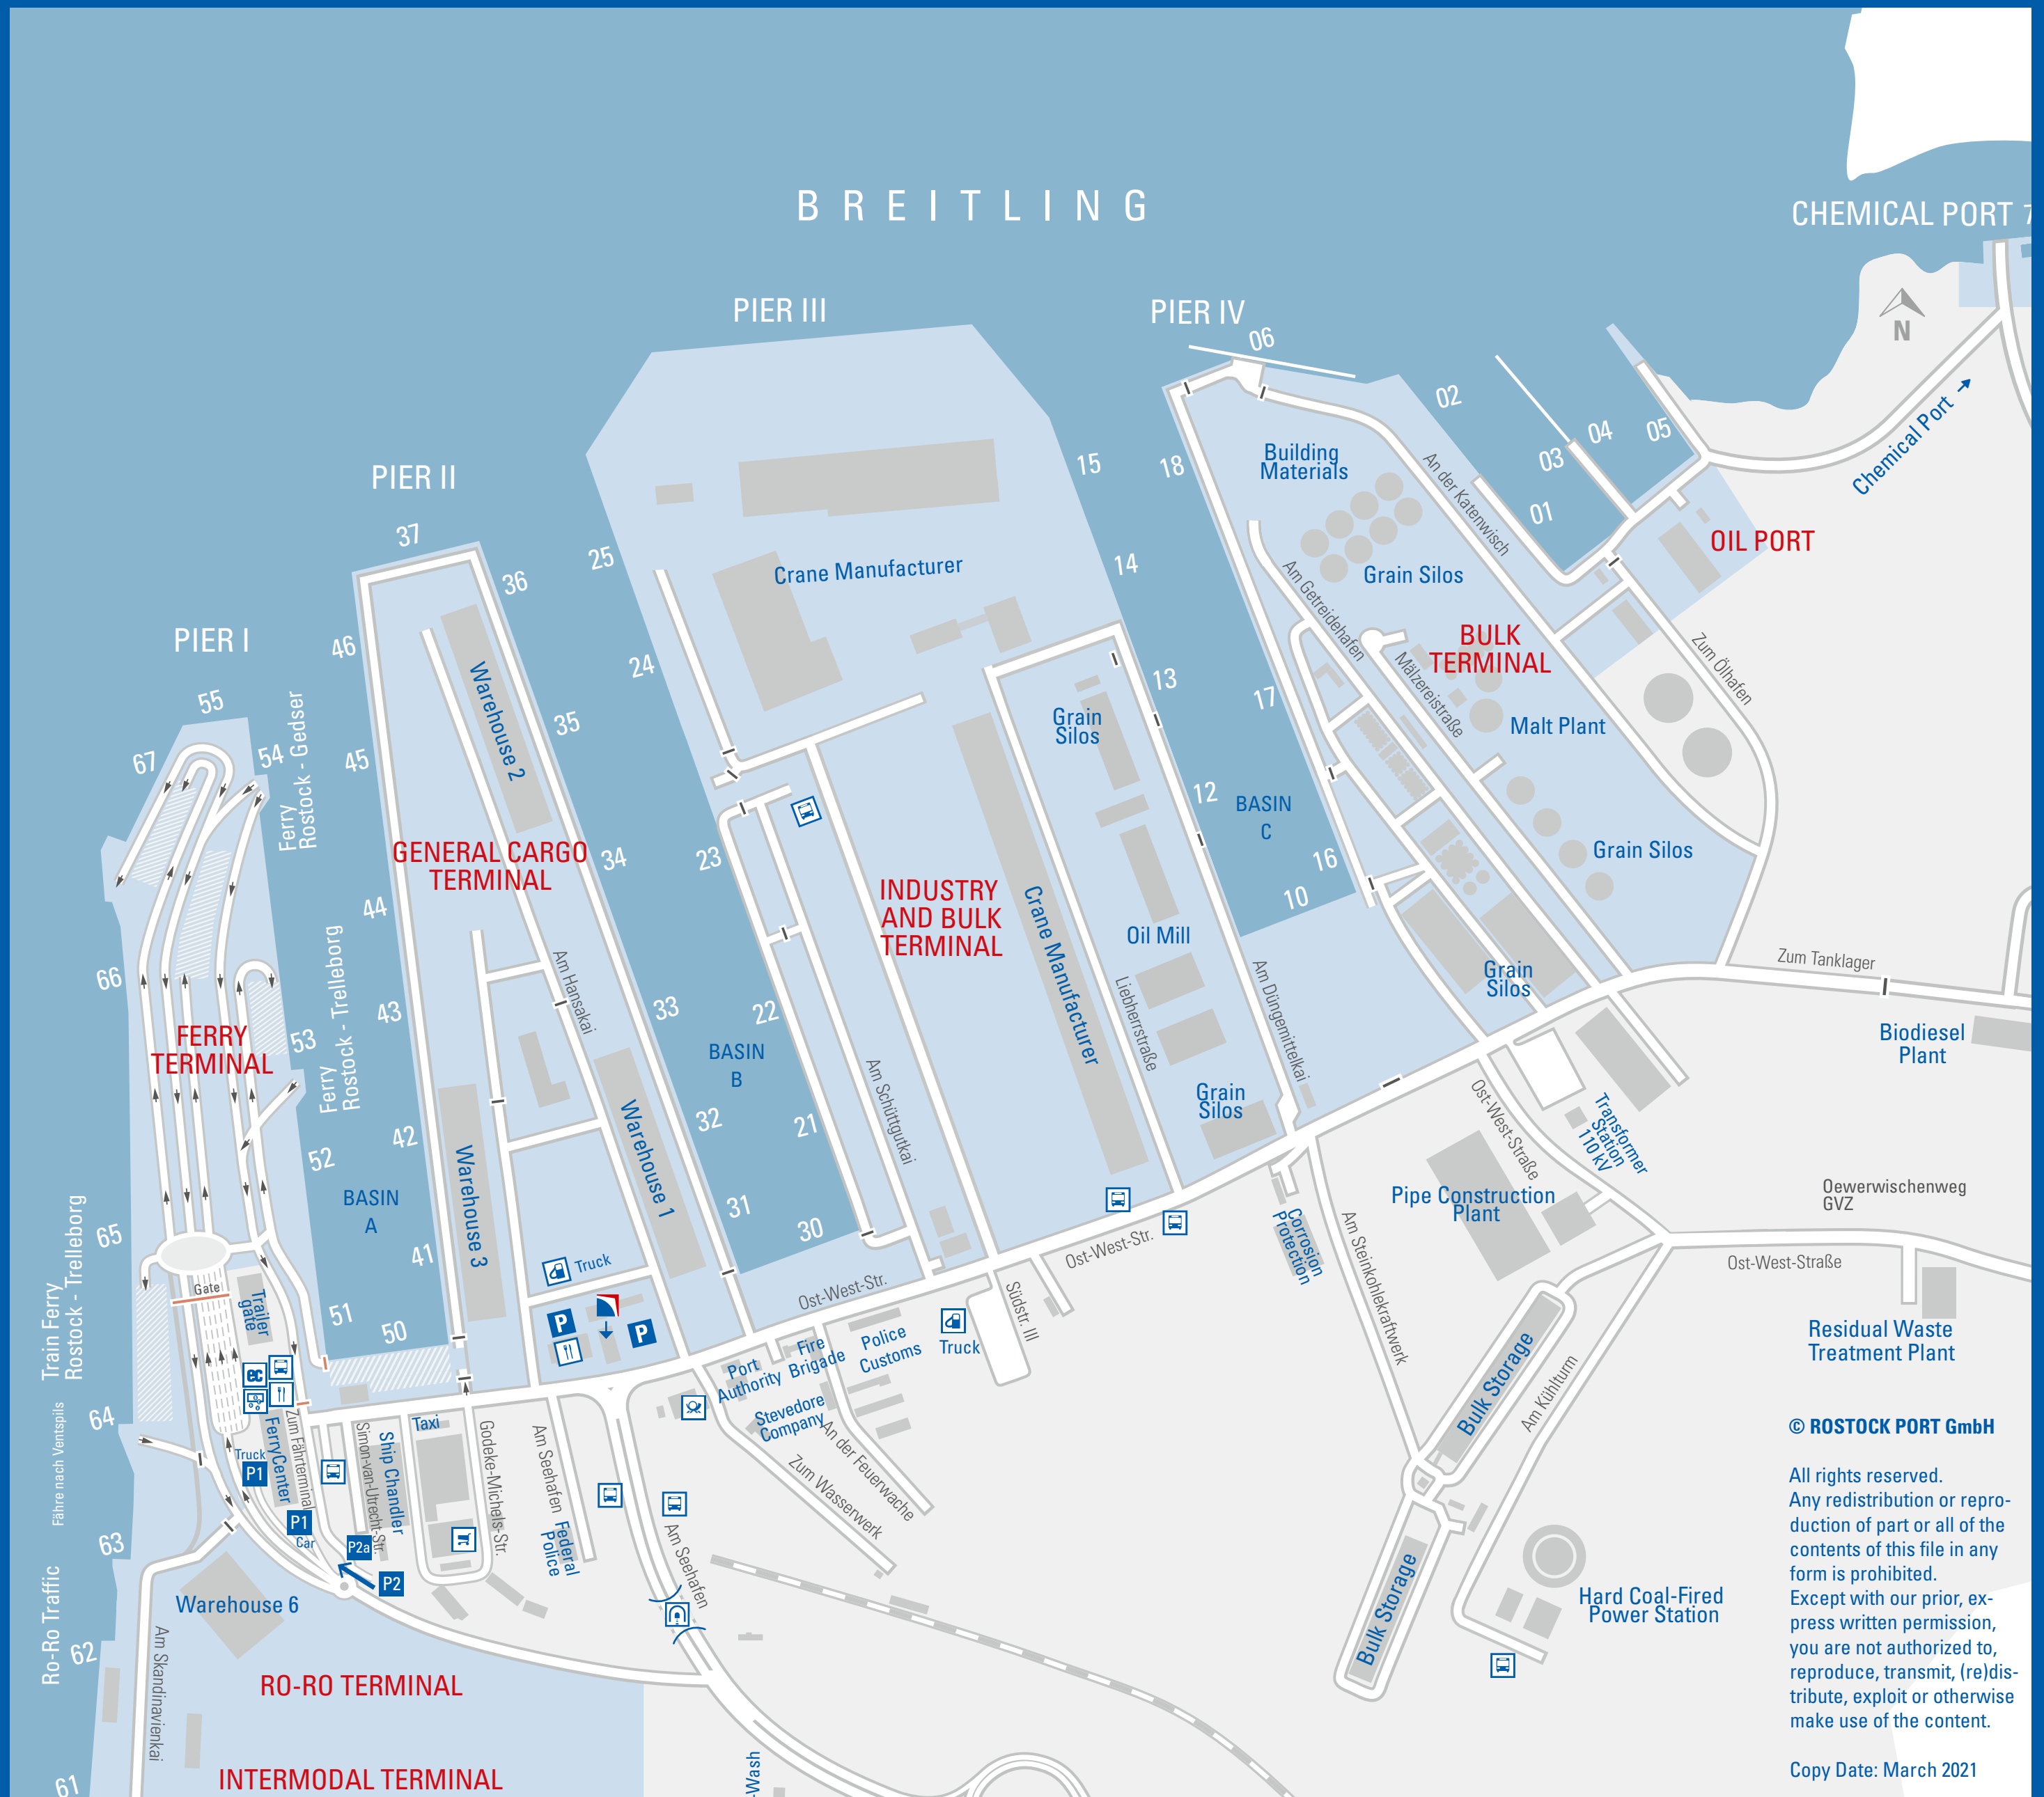 BREITLING
CHEMICAL PORT 7
PIER III
PIER IV
06
N
02
04
05
03
01
Chemical Port
PIER II
37
36
25
15
18
Building
Materials
An der Katenwisch
OIL PORT
Crane Manufacturer
14
Grain Silos
Am Getreidehafen
BULK
TERMINAL
Mälzereistraße
Zum Ölhafen
PIER I
55
67
54
Ferry
Rostock - Gedser
46
45
Warehouse 2
35
24
13
17
Grain
Silos
Malt Plant
GENERAL CARGO
TERMINAL
34
23
12
BASIN
C
16
10
Grain Silos
44
INDUSTRY
AND BULK
TERMINAL
Crane Manufacturer
Oil Mill
Grain
Silos
Zum Tanklager
66
FERRY
TERMINAL
53
Ferry
Rostock - Trelleborg
43
Am Hansakai
33
22
BASIN
B
Liebherrstraße
Am Düngemittelkai
Biodiesel
Plant
52
42
Warehouse 3
Warehouse 1
32
21
Am Schüttgutkai
Grain
Silos
Ost-West-Straße
Transformer
Station
110 kV
BASIN
A
41
31
30
Pipe Construction
Plant
Oewerwischenweg
GVZ
65
Train Ferry
Rostock - Trelleborg
Gate
Trailer
gate
51
50
Truck
P
P
Ost-West-Str.
Ost-West-Str.
Südstr. III
Corrosion
Protection
Am Steinkohlekraftwerk
Ost-West-Straße
Residual Waste
Treatment Plant
Port
Authority
Fire
Brigade
Police
Customs
Truck
Stevedore
Company
An der Feuerwache
Zum Wasserwerk
Bulk Storage
Am Kühlturm
64
Fähre nach Ventspils
ec
Truck
P1
FerryCenter
Zum Fährterminal
P1
Car
Simon-van-Utrecht-Str.
Ship Chandler
P2a
P2
Taxi
Godeke-Michels-Str.
Am Seehafen
Federal
Police
Am Seehafen
63
Ro-Ro Traffic
62
Warehouse 6
Am Skandinavienkai
RO-RO TERMINAL
INTERMODAL TERMINAL
61
-Wash
Bulk Storage
Hard Coal-Fired
Power Station
© ROSTOCK PORT GmbH
All rights reserved.
Any redistribution or repro-
duction of part or all of the
contents of this file in any
form is prohibited.
Except with our prior, ex-
press written permission,
you are not authorized to,
reproduce, transmit, (re)dis-
tribute, exploit or otherwise
make use of the content.
Copy Date: March 2021